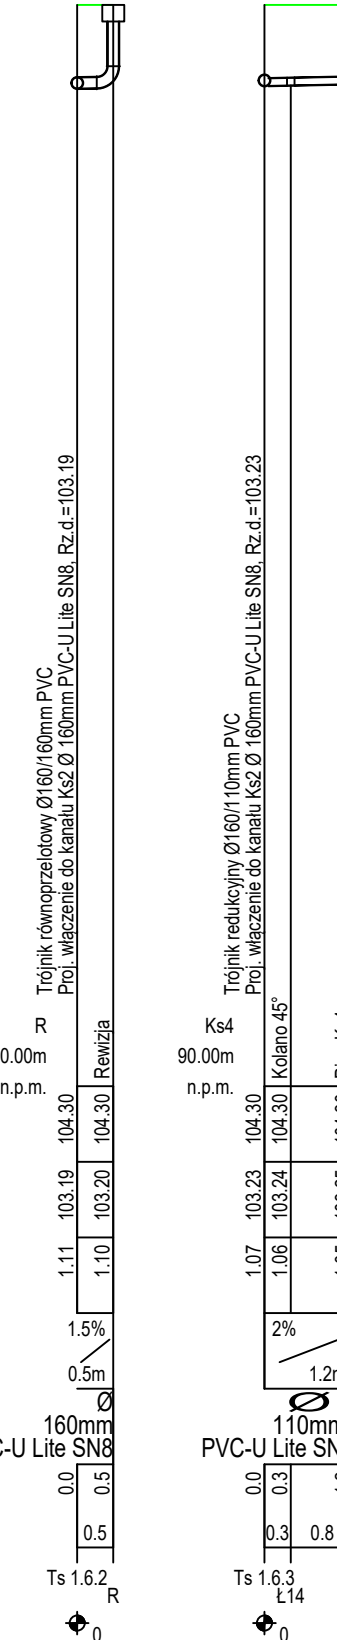 Trójnik równoprzelotowy Ø160/160mm PVC
Proj. włączenie do kanału Ks2 Ø 160mm PVC-U Lite SN8, Rz.d.=103.19
R
0.00m
n.p.m.
Rewizja
104.30
104.30
103.19
103.20
1.11
1.10
1.5%
0.5m
Ø
160mm
C-U Lite SN8
0.0
0.5
0.5
Ts 1.6.2
R
0
Trójnik redukcyjny Ø160/110mm PVC
Proj. włączenie do kanału Ks2 Ø 160mm PVC-U Lite SN8, Rz.d.=103.23
Ks4
90.00m
n.p.m.
Kolano 45°
104.30
104.30
103.23
103.24
1.07
1.06
2%
1.2m
Ø
110mm
PVC-U Lite SN
0.0
0.3
0.3
0.8
Ts 1.6.3
Ł14
0